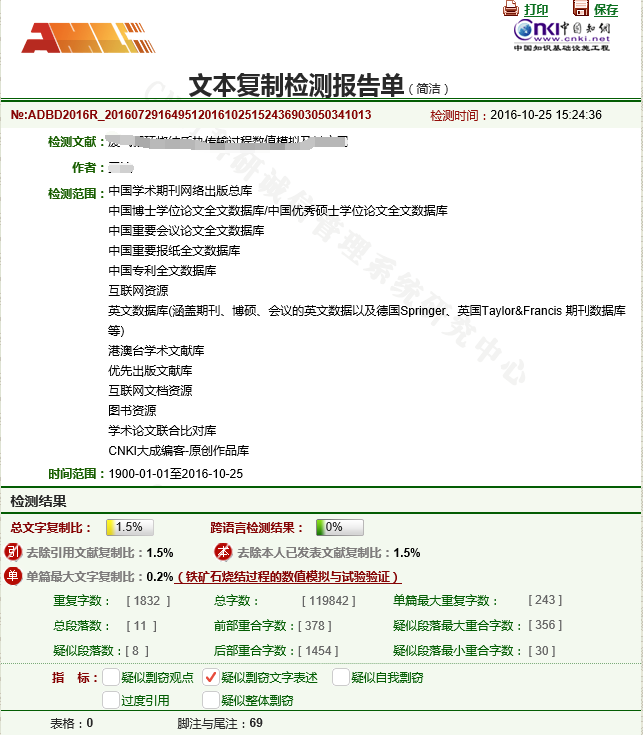 打印 保存
AMLC
CNKI中国知网
www.cnki.net
中国知识基础设施工程
文本复制检测报告单(简洁)
№:ADBD2016R_2016072916495120161025152436903050341013 检测时间:2016-10-25 15:24:36
检测文献:
作者:
检测范围:中国学术期刊网络出版总库
中国博士学位论文全文数据库/中国优秀硕士学位论文全文数据库
中国重要会议论文全文数据库
中国重要报纸全文数据库
中国专利全文数据库
互联网资源
英文数据库(涵盖期刊、博硕、会议的英文数据以及德国Springer、英国Taylor&Francis 期刊数据库
等)
港澳台学术文献库
优先出版文献库
互联网文档资源
图书资源
学术论文联合比对库
CNKI大成编客-原创作品库
时间范围:1900-01-01至2016-10-25
检测结果
总文字复制比: 1.5% 跨语言检测结果: 0%
引 去除引用文献复制比:1.5% 本 去除本人已发表文献复制比:1.5%
单 单篇最大文字复制比:0.2%(铁矿石烧结过程的数值模拟与试验验证)
重复字数: [ 1832 ] 总字数: [ 119842 ] 单篇最大重复字数: [ 243 ]
总段落数: [ 11 ] 前部重合字数:[ 378 ] 疑似段落最大重合字数: [ 356 ]
疑似段落数:[ 8 ] 后部重合字数:[ 1454 ] 疑似段落最小重合字数: [ 30 ]
指 标: 疑似剽窃观点 疑似剽窃文字表述 疑似自我剽窃
过度引用 疑似整体剽窃
表格:0 脚注与尾注:69